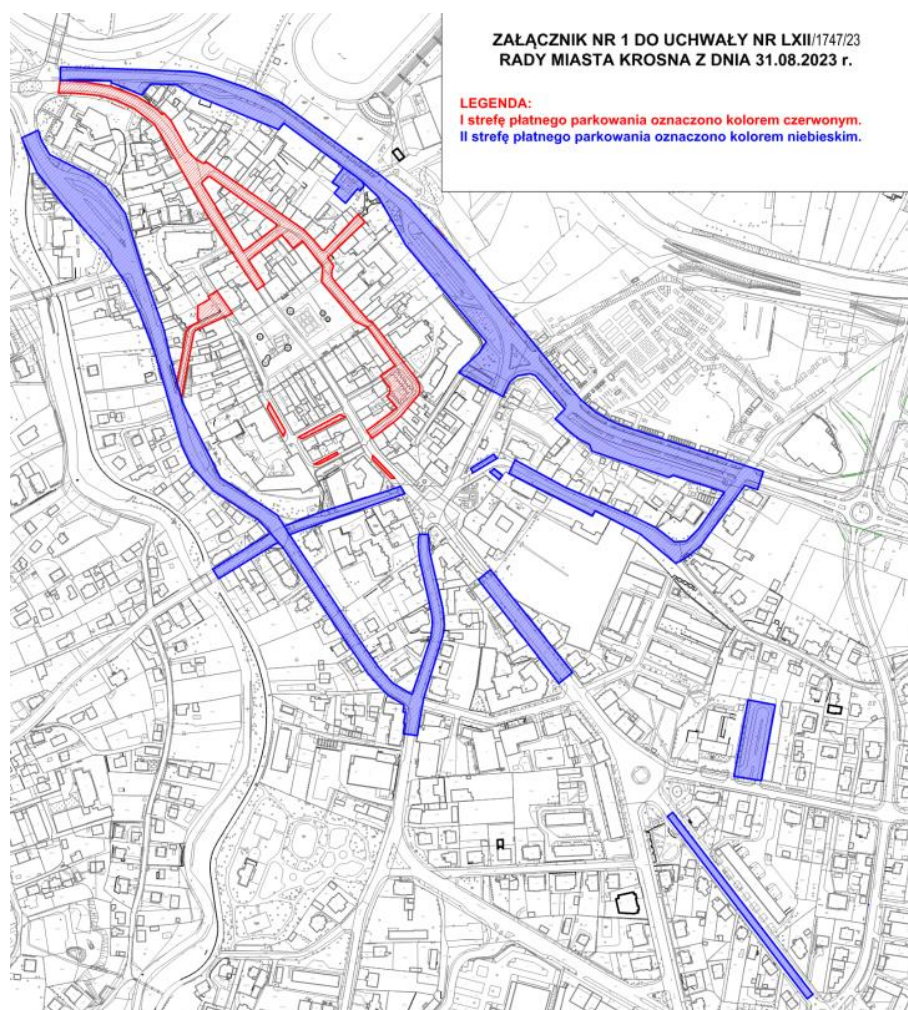 ZAŁĄCZNIK NR 1 DO UCHWAŁY NR LXII/1747/23
RADY MIASTA KROSNA Z DNIA 31.08.2023 r.
LEGENDA:
I strefę płatnego parkowania oznaczono kolorem czerwonym.
II strefę płatnego parkowania oznaczono kolorem niebieskim.